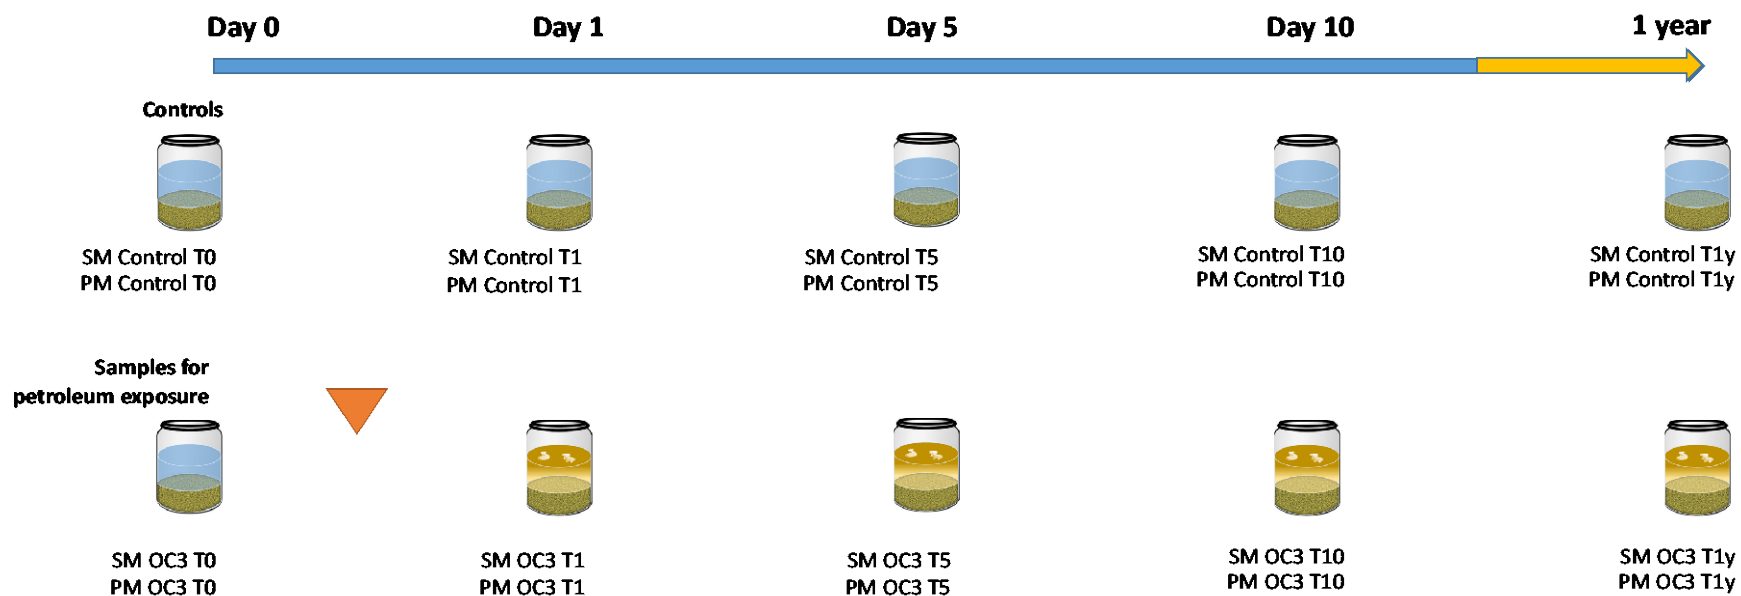 Day 0
Day 1
Day 5
Day 10
1 year
Controls
SM Control T0
PM Control T0
SM Control T1
PM Control T1
SM Control T5
PM Control T5
SM Control T10
PM Control T10
SM Control T1y
PM Control T1y
Samples for
petroleum exposure
SM OC3 T0
PM OC3 T0
SM OC3 T1
PM OC3 T1
SM OC3 T5
PM OC3 T5
SM OC3 T10
PM OC3 T10
SM OC3 T1y
PM OC3 T1y